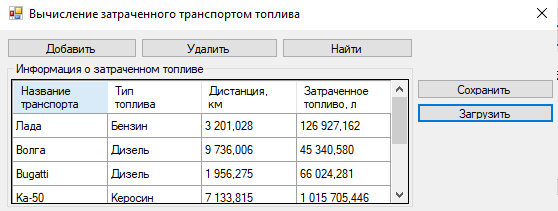 Вычисление затраченного транспортом топлива
Добавить Удалить Найти
Информация о затраченном топливе
Название транспорта Тип топлива Дистанция, км Затраченное топливо, л
Лада Бензин 3 201,028 126 927,162
Волга Дизель 9 736,006 45 340,580
Bugatti Дизель 1 956,275 66 024,281
Ка-50 Керосин 7 133,815 1 015 705,446
Сохранить
Загрузить